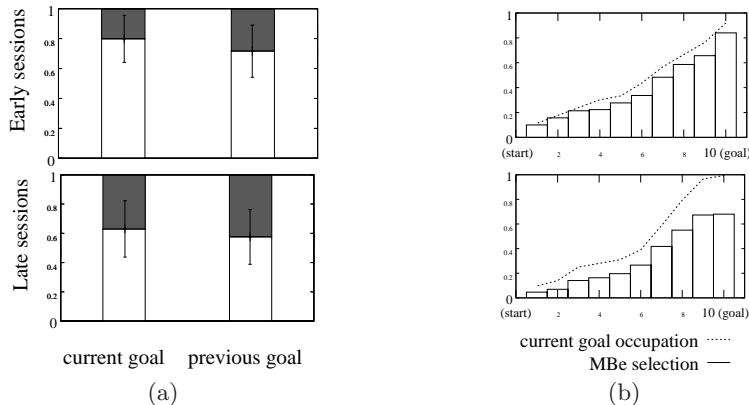 Early sessions
1
0.8
0.6
0.4
0.2
0
Late sessions
1
0.8
0.6
0.4
0.2
0
current goal previous goal
(a)
1
0.8
0.6
0.4
0.2
0
(start) 2 4 6 8 10 (goal)
1
0.8
0.6
0.4
0.2
0
(start) 2 4 6 8 10 (goal)
current goal occupation
MBe selection
(b)